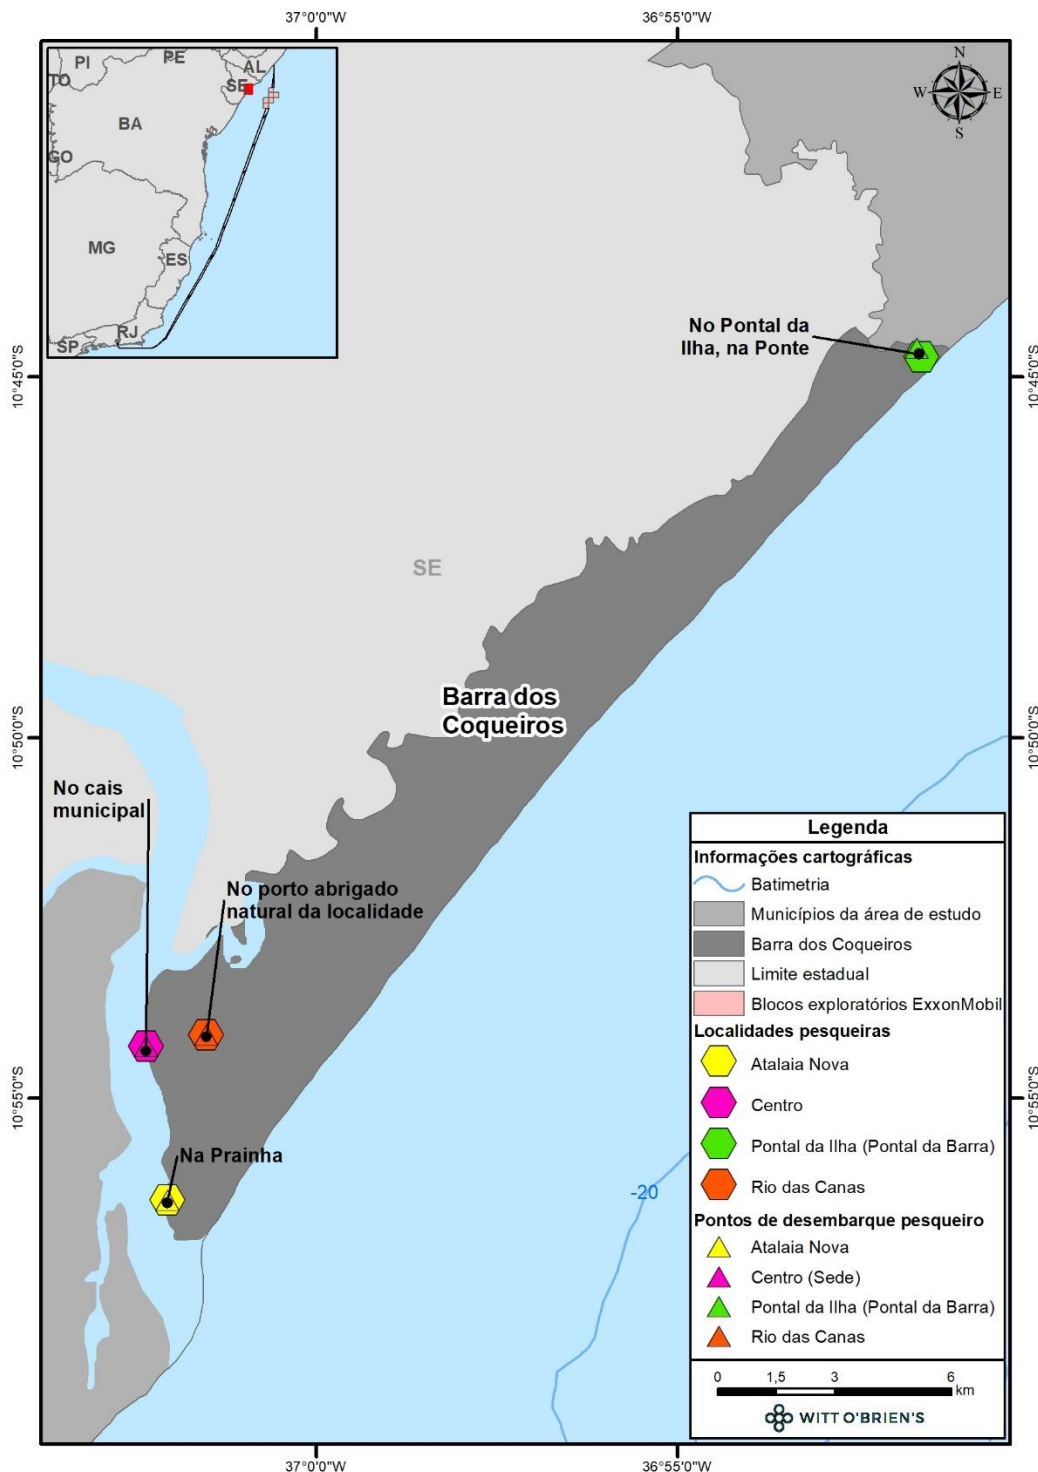 37°0'0"W
36°55'0"W
PI
PE
AL
TO
SE
BA
GO
MG
ES
RJ
SP
N
W
E
S
No Pontal da
Ilha, na Ponte
10°45'0"S
10°45'0"S
SE
Barra dos
Coqueiros
10°50'0"S
10°50'0"S
No cais
municipal
No porto abrigado
natural da localidade
10°55'0"S
10°55'0"S
Na Prainha
-20
Legenda
Informações cartográficas
Batimetria
Municípios da área de estudo
Barra dos Coqueiros
Limite estadual
Blocos exploratórios ExxonMobil
Localidades pesqueiras
Atalaia Nova
Centro
Pontal da Ilha (Pontal da Barra)
Rio das Canas
Pontos de desembarque pesqueiro
Atalaia Nova
Centro (Sede)
Pontal da Ilha (Pontal da Barra)
Rio das Canas
0 1,5 3 6
km
WITT O'BRIEN'S
37°0'0"W
36°55'0"W